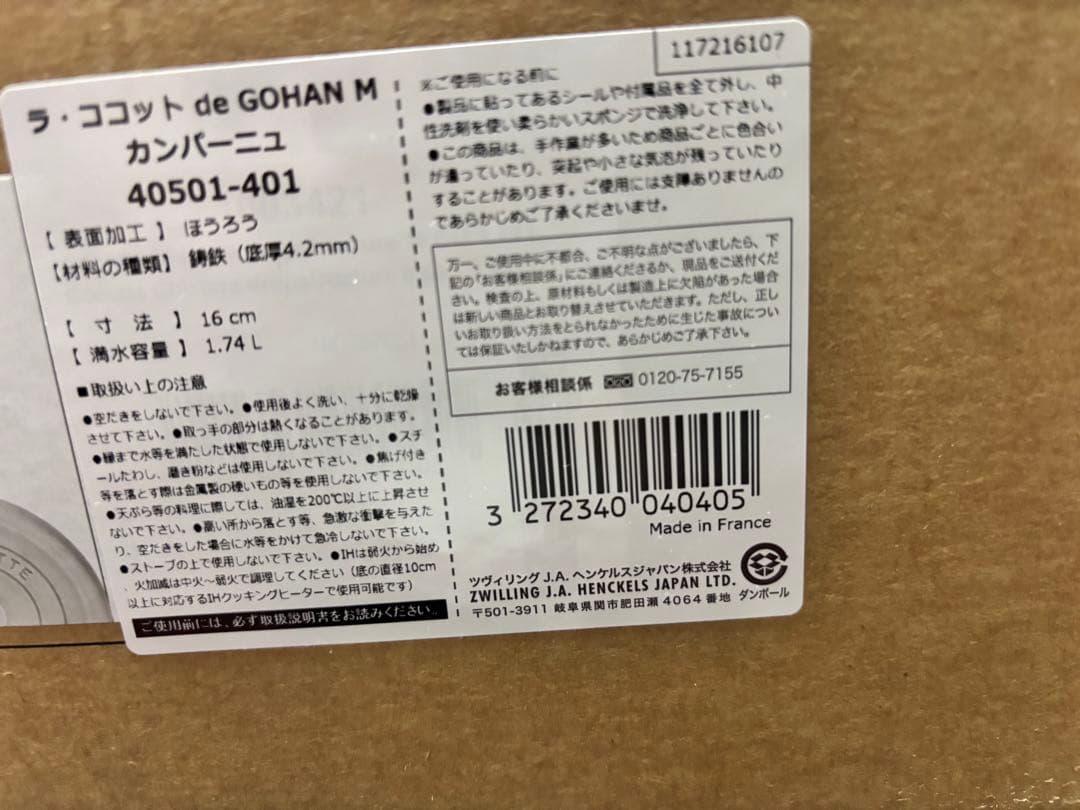 ラ・ココット de GOHAN M
カンパーニュ
40501-401
【 表面加工 】 ほうろう
【材料の種類】 鋳鉄（底厚4.2mm）
【 寸 法 】 16 cm
【 満水容量 】 1.74 L
■取扱い上の注意
●空だきをしないで下さい。●使用後よく洗い、十分に乾燥
させて下さい。●取っ手の部分は熱くなることがあります。
●縁まで水等を満たした状態で使用しないで下さい。●スチ
ールたわし、磨き粉などは使用しないで下さい。●焦げ付き
等を落とす際は金属製の硬いもの等を使用しないで下さい。
●天ぷら等の料理に際しては、油温を200℃以上に上昇させ
ないで下さい。●高い所から落とす等、急激な衝撃を与えた
り、空だきをした場合に水等をかけて急冷しないで下さい。
●ストーブの上で使用しないで下さい。●IHは弱火から始め
、火加減は中火～弱火で調理してください（底の直径10cm
以上に対応するIHクッキングヒーターで使用可能です）
ご使用前には、必ず取扱説明書をお読みください。
117216107
※ご使用になる前に
●製品に貼ってあるシールや付属品を全て外し、中
性洗剤を使い柔らかいスポンジで洗浄して下さい。
●この商品は、手作業が多いため商品ごとに色合い
が違っていたり、突起や小さな気泡が残っていたり
することがあります。ご使用には支障ありませんの
であらかじめご了承くださいませ。
万一、ご使用中に不都合、ご不明な点がございましたら、下
記の「お客様相談係」にご連絡くださるか、現品をご送付くだ
さい。検査の上、原材料もしくは製造上に欠陥があった場合
は新しい商品とお取り替えさせていただきます。ただし、正し
いお取り扱い方法をとられなかったために生じた事故につい
ては保証いたしかねますので、あらかじめご了承下さい。
お客様相談係 0120-75-7155
3 272340 040405
Made in France
ツヴィリング J.A. ヘンケルスジャパン株式会社
ZWILLING J.A. HENCKELS JAPAN LTD.
〒501-3911 岐阜県関市肥田瀬 4064 番地
ダンボール